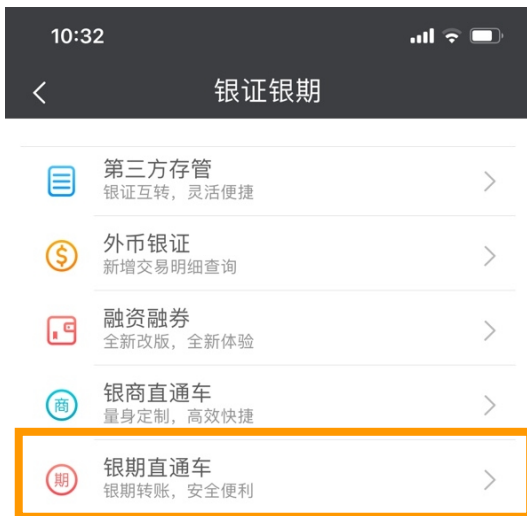 10:32
银证银期
第三方存管
银证互转，灵活便捷
外币银证
新增交易明细查询
融资融券
全新改版，全新体验
商
银商直通车
量身定制，高效快捷
期
银期直通车
银期转账，安全便利